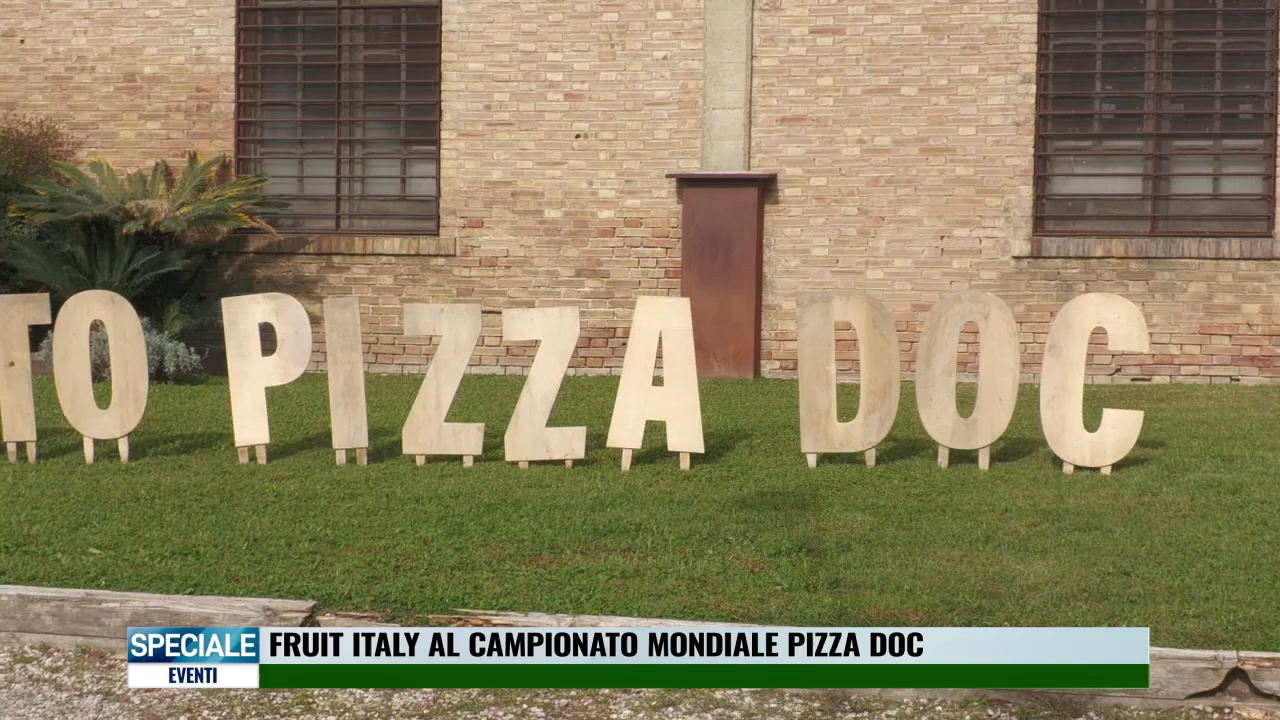 TO PIZZA DOC
SPECIALE FRUIT ITALY AL CAMPIONATO MONDIALE PIZZA DOC
EVENTI